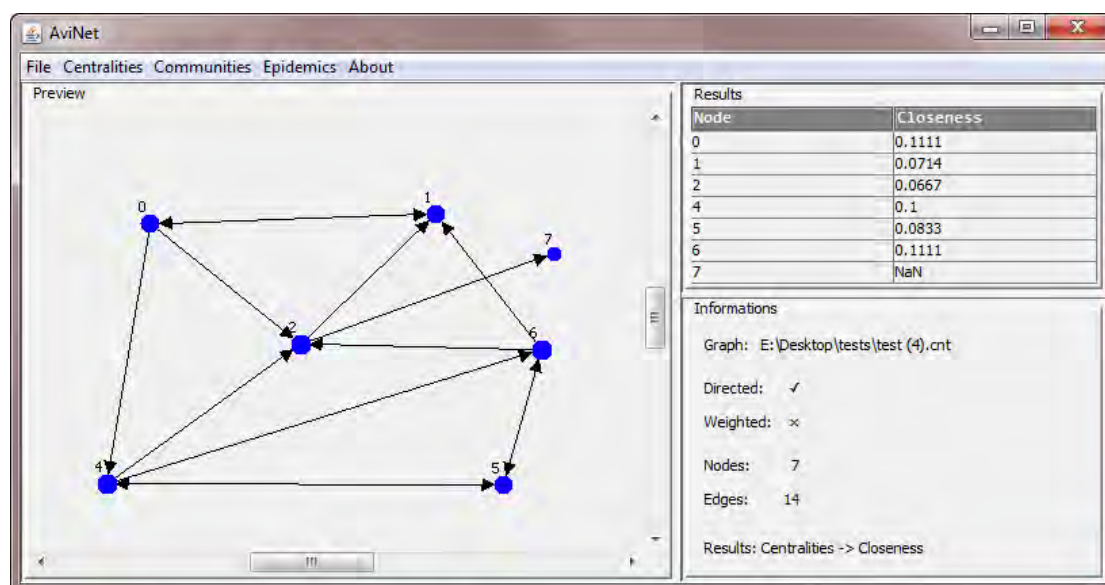 AviNet
File Centralities Communities Epidemics About
Preview
0
1
7
2
6
4
5
Results
Node Closeness
0 0.1111
1 0.0714
2 0.0667
4 0.1
5 0.0833
6 0.1111
7 NaN
Informations
Graph: E:\Desktop\tests\test (4).cnt
Directed: ✓
Weighted: ×
Nodes: 7
Edges: 14
Results: Centralities -> Closeness